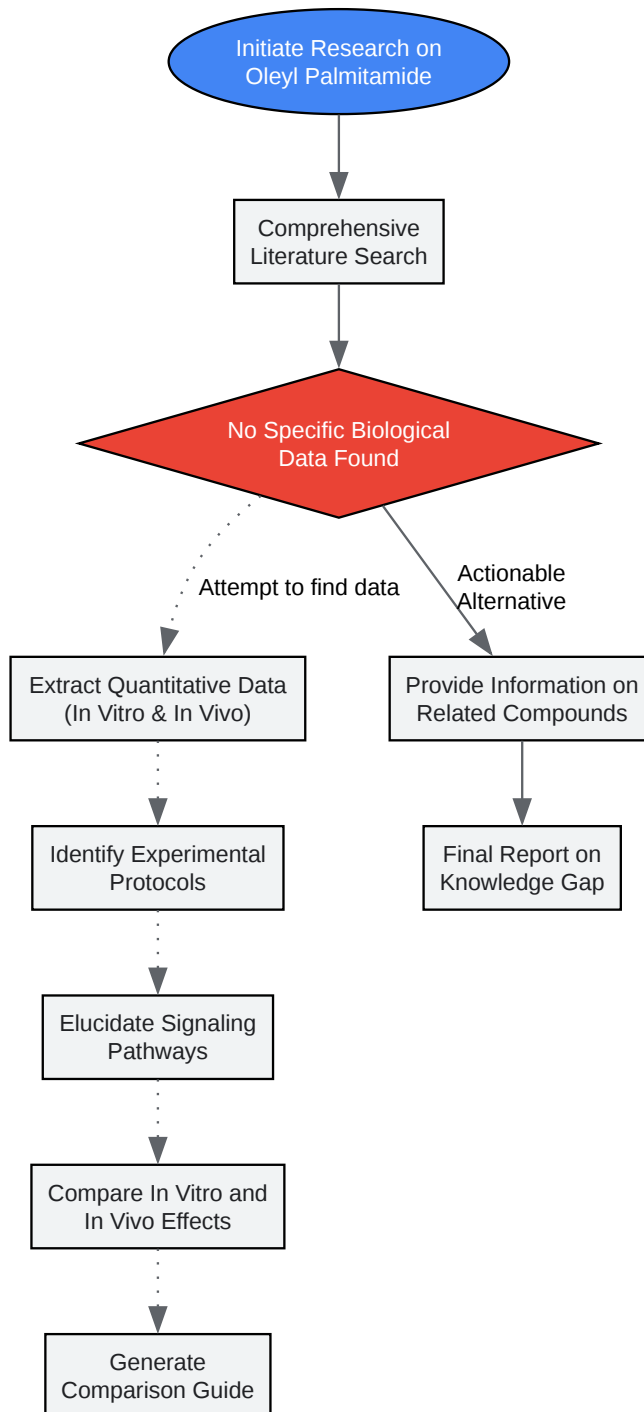 Initiate Research on
Oleyl Palmitamide
Comprehensive
Literature Search
No Specific Biological
Data Found
Attempt to find data
Actionable
Alternative
Extract Quantitative Data
(In Vitro & In Vivo)
Provide Information on
Related Compounds
Identify Experimental
Protocols
Final Report on
Knowledge Gap
Elucidate Signaling
Pathways
Compare In Vitro and
In Vivo Effects
Generate
Comparison Guide